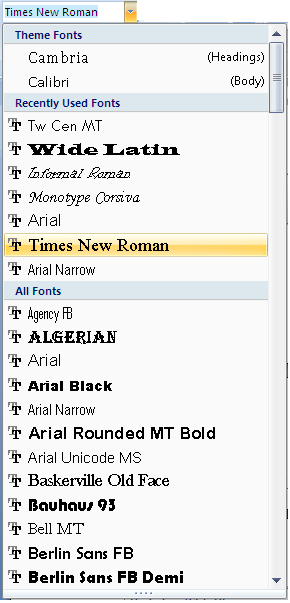 Times New Roman
Theme Fonts
Cambria (Headings)
Calibri (Body)
Recently Used Fonts
Tw Cen MT
Wide Latin
Informal Roman
Monotype Corsiva
Arial
Times New Roman
Arial Narrow
All Fonts
Agency FB
ALGERIAN
Arial
Arial Black
Arial Narrow
Arial Rounded MT Bold
Arial Unicode MS
Baskerville Old Face
Bauhaus 93
Bell MT
Berlin Sans FB
Berlin Sans FB Demi